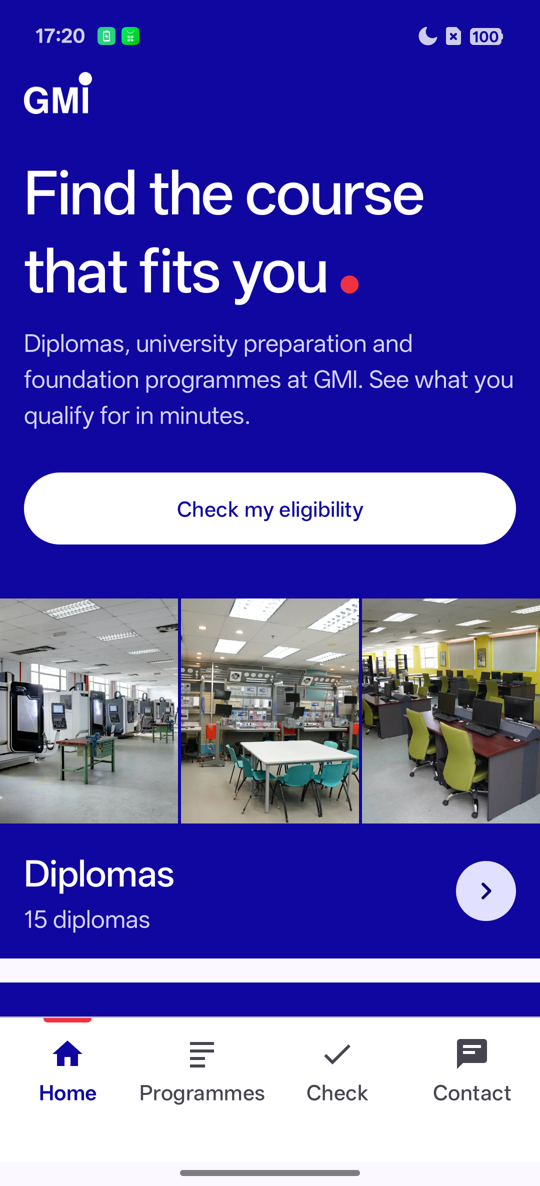 17:20
100
GMi
Find the course
that fits you.
Diplomas, university preparation and
foundation programmes at GMI. See what you
qualify for in minutes.
Check my eligibility
Diplomas
15 diplomas
Home
Programmes
Check
Contact